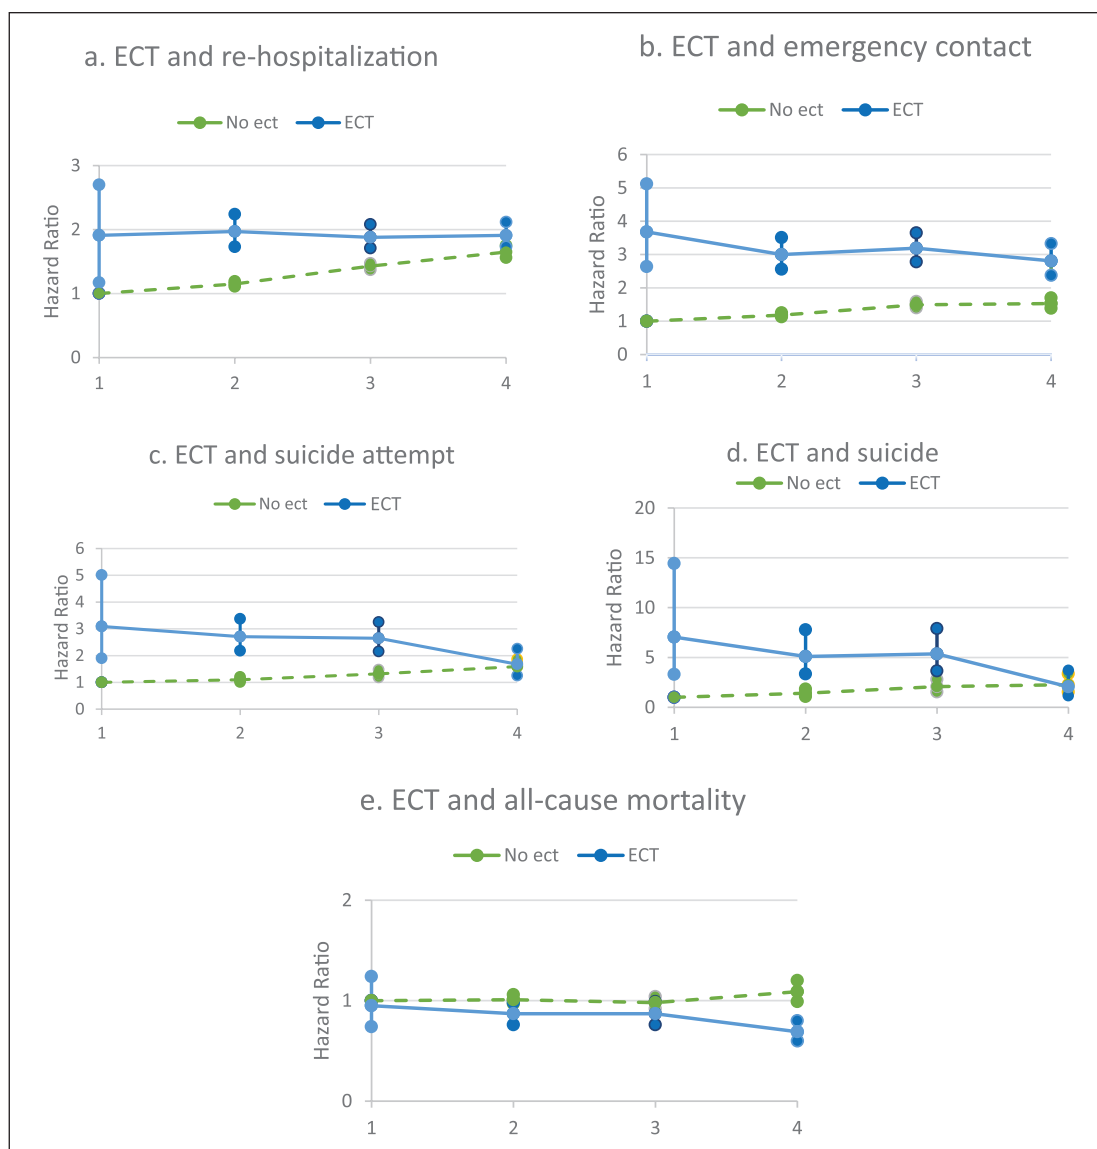 a. ECT and re-hospitalization
No ect ECT
Hazard Ratio
3
2
1
0
1 2 3 4
b. ECT and emergency contact
No ect ECT
Hazard Ratio
6
5
4
3
2
1
0
1 2 3 4
c. ECT and suicide attempt
No ect ECT
Hazard Ratio
6
5
4
3
2
1
0
1 2 3 4
d. ECT and suicide
No ect ECT
Hazard Ratio
20
15
10
5
0
1 2 3 4
e. ECT and all-cause mortality
No ect ECT
Hazard Ratio
2
1
0
1 2 3 4